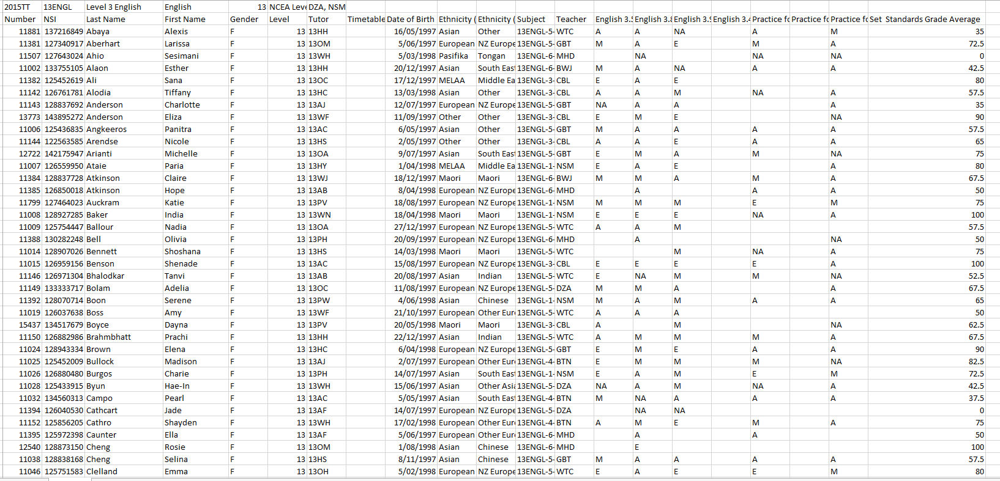 2015TT 13ENGL Level 3 English English 13 NCEA Leve DZA, NSM
Number NSI Last Name First Name Gender Level Tutor Timetable Date of Birth Ethnicity ( Ethnicity ( Subject Teacher English 3.5 English 3.8 English 3.9 English 3.4 Practice fo Practice fo Practice fo Set Standards Grade Average
11881 137216849 Abaya Alexis F 13 13HH 16/05/1997 Asian Other 13ENGL-5- WTC A A NA A M 35
11381 127340917 Aberhart Larissa F 13 13OM 5/06/1997 European NZ Europe 13ENGL-5- GBT M A E M A 72.5
11507 127643024 Ahio Sesimani F 13 13WH 5/03/1998 Pasifika Tongan 13ENGL-6- MHD NA NA NA 0
11002 133755105 Alaon Esther F 13 13HH 20/12/1997 Asian South East 13ENGL-6- BWJ M A NA A A 42.5
11382 125452619 Ali Sana F 13 13OC 17/12/1997 MELAA Middle Ea 13ENGL-3- CBL E A E 80
11142 126761781 Alodia Tiffany F 13 13HC 13/03/1998 Asian Other 13ENGL-3- CBL A A M NA A 57.5
11143 128837692 Anderson Charlotte F 13 13AJ 12/07/1997 European NZ Europe 13ENGL-5- GBT NA A A A 35
13773 143895272 Anderson Eliza F 13 13WF 11/09/1997 Other Other 13ENGL-3- CBL E M E NA 90
11006 125436835 Angkeeros Panitra F 13 13AC 6/05/1997 Asian Other 13ENGL-5- GBT M A A A A 57.5
11144 122563585 Arendse Nicole F 13 13HS 2/05/1997 Other Other 13ENGL-3- CBL A A E A A 65
12722 142175947 Arianti Michelle F 13 13OA 9/07/1997 Asian South East 13ENGL-5- GBT E M A M NA 75
11007 126559950 Ataie Paria F 13 13HY 1/04/1998 MELAA Middle Ea 13ENGL-1- NSM E A E A 80
11384 128837728 Atkinson Claire F 13 13WJ 18/12/1997 Maori Maori 13ENGL-6- BWJ M M A M A 67.5
11385 126850018 Atkinson Hope F 13 13AB 8/04/1998 European NZ Europe 13ENGL-6- MHD A A A 50
11799 127464023 Auckram Katie F 13 13PV 18/08/1997 European NZ Europe 13ENGL-1- NSM M M M E M 75
11008 128927285 Baker India F 13 13WN 18/04/1998 Maori Maori 13ENGL-1- NSM E E E NA A 100
11009 125754447 Ballour Nadia F 13 13OA 27/12/1997 European NZ Europe 13ENGL-5- WTC A A M 57.5
11388 130282248 Bell Olivia F 13 13PH 20/09/1997 European NZ Europe 13ENGL-6- MHD A NA 50
11014 128907026 Bennett Shoshana F 13 13HS 14/03/1998 Maori Maori 13ENGL-5- WTC M NA A 75
11015 126959156 Benson Shenade F 13 13AC 15/08/1997 European NZ Europe 13ENGL-3- CBL E E E E A 100
11146 126971304 Bhalodkar Tanvi F 13 13AB 20/08/1997 Asian Indian 13ENGL-5- WTC E NA M M NA 52.5
11149 133333717 Bolam Adelia F 13 13OC 11/08/1997 European NZ Europe 13ENGL-5- DZA M M A A 67.5
11392 128070714 Boon Serene F 13 13PW 4/06/1998 Asian Chinese 13ENGL-1- NSM M A M A A 65
11019 126037638 Boss Amy F 13 13WF 21/10/1997 European Other Eur 13ENGL-5- WTC A A A 50
15437 134517679 Boyce Dayna F 13 13PV 20/05/1998 Maori Maori 13ENGL-3- CBL A M NA 62.5
11150 126882986 Brahmbhatt Prachi F 13 13HH 22/12/1997 Asian Indian 13ENGL-5- WTC A M M M A 67.5
11024 128943334 Brown Elena F 13 13HC 6/04/1998 European NZ Europe 13ENGL-5- GBT E M E A A 90
11025 125452009 Bullock Madison F 13 13AJ 2/07/1997 European Other Eur 13ENGL-4- BTN E M M M NA 82.5
11026 126880480 Burgos Charie F 13 13PH 14/07/1997 Asian South East 13ENGL-1- NSM E A M E M 72.5
11028 125433915 Byun Hae-In F 13 13WH 15/06/1997 Asian Other Asia 13ENGL-5- DZA NA A M NA A 42.5
11032 134560313 Campo Pearl F 13 13AC 5/05/1997 Asian South East 13ENGL-4- BTN M NA A A A 37.5
11394 126040530 Cathcart Jade F 13 13AF 14/07/1997 European NZ Europe 13ENGL-5- DZA NA NA 0
11152 125856205 Cathro Shayden F 13 13WH 17/02/1998 European Other Eur 13ENGL-4- BTN A M E M A 75
11395 125972398 Caunter Ella F 13 13AF 5/06/1997 European Other Eur 13ENGL-6- MHD A A 50
12540 128873150 Cheng Rosie F 13 13OM 1/08/1997 Asian Chinese 13ENGL-6- MHD E 100
11038 128838168 Cheng Selina F 13 13HS 8/11/1997 Asian Chinese 13ENGL-5- GBT M A A A A 57.5
11046 125751583 Clelland Emma F 13 13OH 5/02/1998 European NZ Europe 13ENGL-5- WTC E A E E M 80